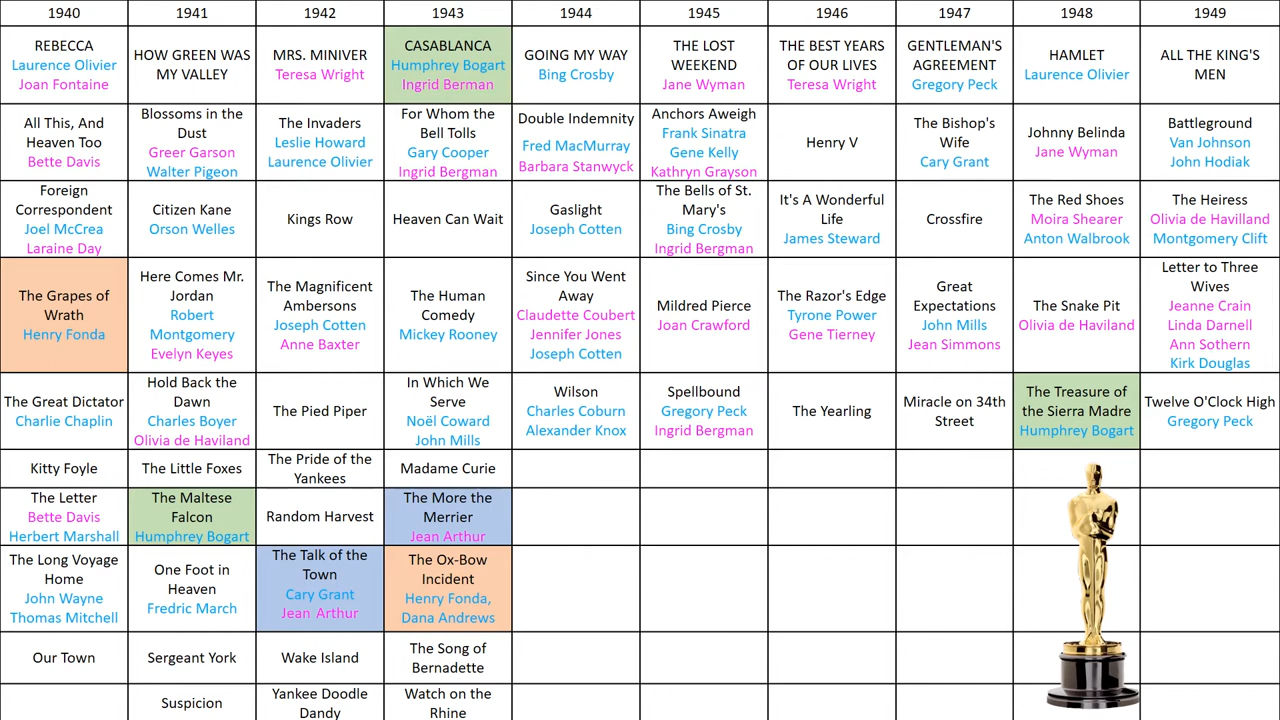 1940
1941
1942
1943
1944
1945
1946
1947
1948
1949
REBECCA
Laurence Olivier
Joan Fontaine
HOW GREEN WAS
MY VALLEY
MRS. MINIVER
Teresa Wright
CASABLANCA
Humphrey Bogart
Ingrid Berman
GOING MY WAY
Bing Crosby
THE LOST
WEEKEND
Jane Wyman
THE BEST YEARS
OF OUR LIVES
Teresa Wright
GENTLEMAN'S
AGREEMENT
Gregory Peck
HAMLET
Laurence Olivier
ALL THE KING'S
MEN
All This, And
Heaven Too
Bette Davis
Blossoms in the
Dust
Greer Garson
Walter Pigeon
The Invaders
Leslie Howard
Laurence Olivier
For Whom the
Bell Tolls
Gary Cooper
Ingrid Bergman
Double Indemnity
Fred MacMurray
Barbara Stanwyck
Anchors Aweigh
Frank Sinatra
Gene Kelly
Kathryn Grayson
Henry V
The Bishop's
Wife
Cary Grant
Johnny Belinda
Jane Wyman
Battleground
Van Johnson
John Hodiak
Foreign
Correspondent
Joel McCrea
Laraine Day
Citizen Kane
Orson Welles
Kings Row
Heaven Can Wait
Gaslight
Joseph Cotten
The Bells of St.
Mary's
Bing Crosby
Ingrid Bergman
It's A Wonderful
Life
James Steward
Crossfire
The Red Shoes
Moira Shearer
Anton Walbrook
The Heiress
Olivia de Havilland
Montgomery Clift
The Grapes of
Wrath
Henry Fonda
Here Comes Mr.
Jordan
Robert
Montgomery
Evelyn Keyes
The Magnificent
Ambersons
Joseph Cotten
Anne Baxter
The Human
Comedy
Mickey Rooney
Since You Went
Away
Claudette Coubert
Jennifer Jones
Joseph Cotten
Mildred Pierce
Joan Crawford
The Razor's Edge
Tyrone Power
Gene Tierney
Great
Expectations
John Mills
Jean Simmons
The Snake Pit
Olivia de Haviland
Letter to Three
Wives
Jeanne Crain
Linda Darnell
Ann Sothern
Kirk Douglas
The Great Dictator
Charlie Chaplin
Hold Back the
Dawn
Charles Boyer
Olivia de Haviland
The Pied Piper
In Which We
Serve
Noël Coward
John Mills
Wilson
Charles Coburn
Alexander Knox
Spellbound
Gregory Peck
Ingrid Bergman
The Yearling
Miracle on 34th
Street
The Treasure of
the Sierra Madre
Humphrey Bogart
Twelve O'Clock High
Gregory Peck
Kitty Foyle
The Little Foxes
The Pride of the
Yankees
Madame Curie
The Letter
Bette Davis
Herbert Marshall
The Maltese
Falcon
Humphrey Bogart
Random Harvest
The More the
Merrier
Jean Arthur
The Long Voyage
Home
John Wayne
Thomas Mitchell
One Foot in
Heaven
Fredric March
The Talk of the
Town
Cary Grant
Jean Arthur
The Ox-Bow
Incident
Henry Fonda,
Dana Andrews
Our Town
Sergeant York
Wake Island
The Song of
Bernadette
Suspicion
Yankee Doodle
Dandy
Watch on the
Rhine